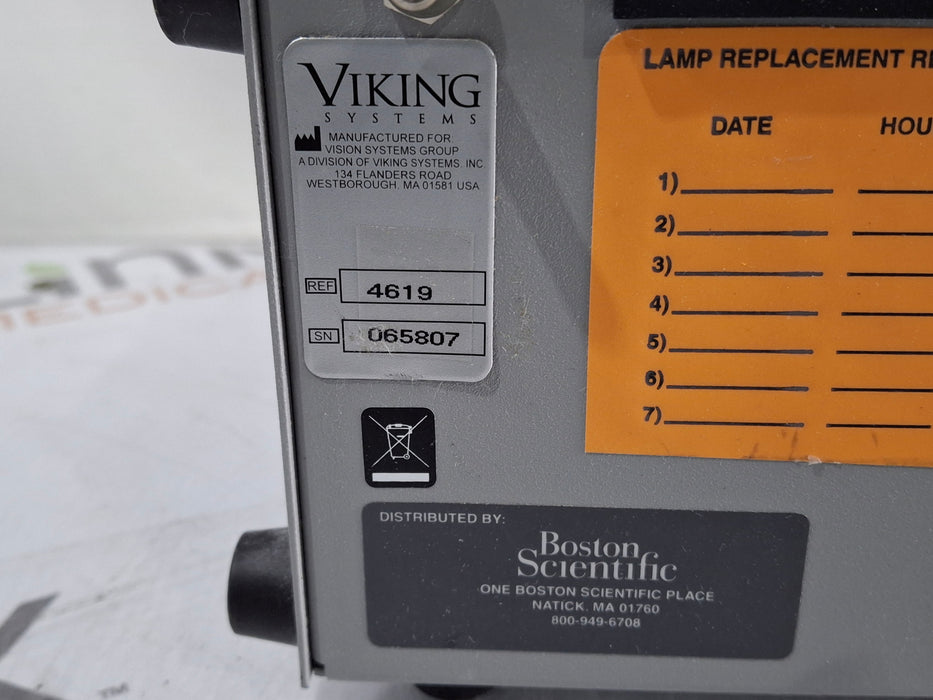 VIKING
SYSTEMS
MANUFACTURED FOR
VISION SYSTEMS GROUP
A DIVISION OF VIKING SYSTEMS, INC
134 FLANDERS ROAD
WESTBOROUGH, MA 01581 USA
REF 4619
SN 065807
LAMP REPLACEMENT RE
DATE HOU
1)
2)
3)
4)
5)
6)
7)
DISTRIBUTED BY:
Boston
Scientific
ONE BOSTON SCIENTIFIC PLACE
NATICK, MA 01760
800-949-6708
MEDICA
TM